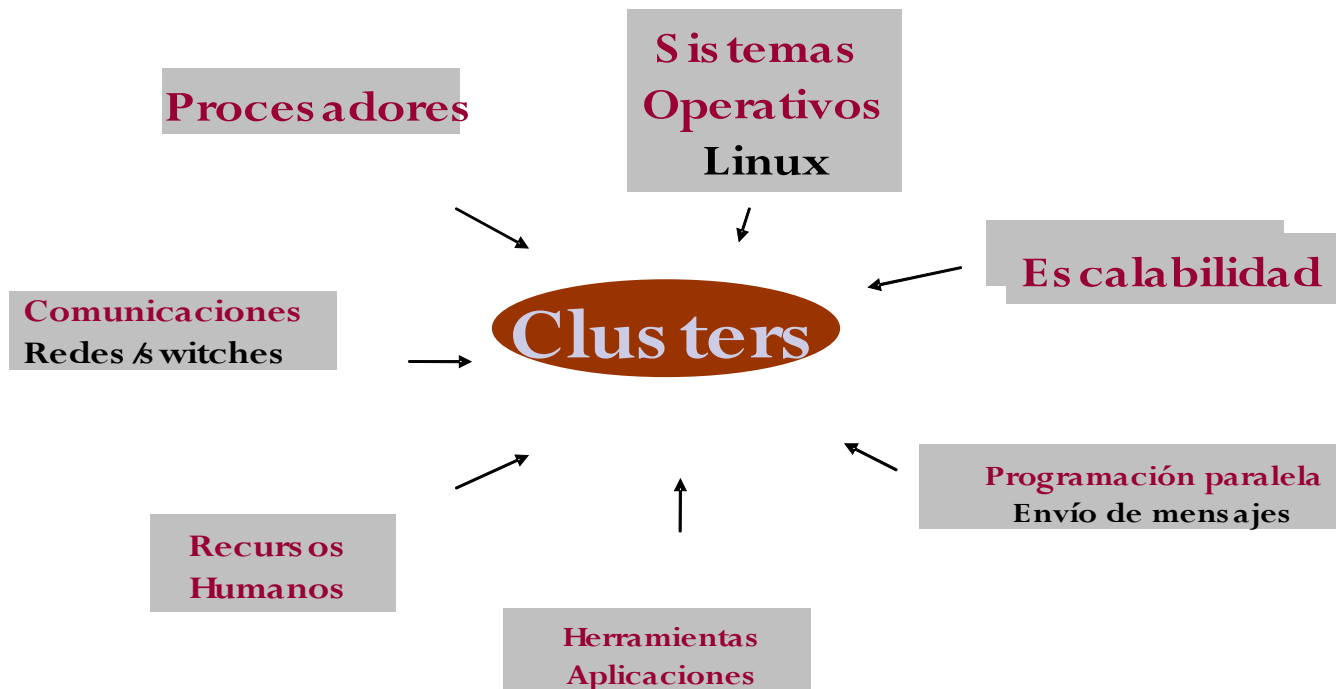 Sistemas
Operativos
Linux
Procesadores
Escalabilidad
Comunicaciones
Redes /switches
Clusters
Programación paralela
Envío de mensajes
Recursos
Humanos
Herramientas
Aplicaciones